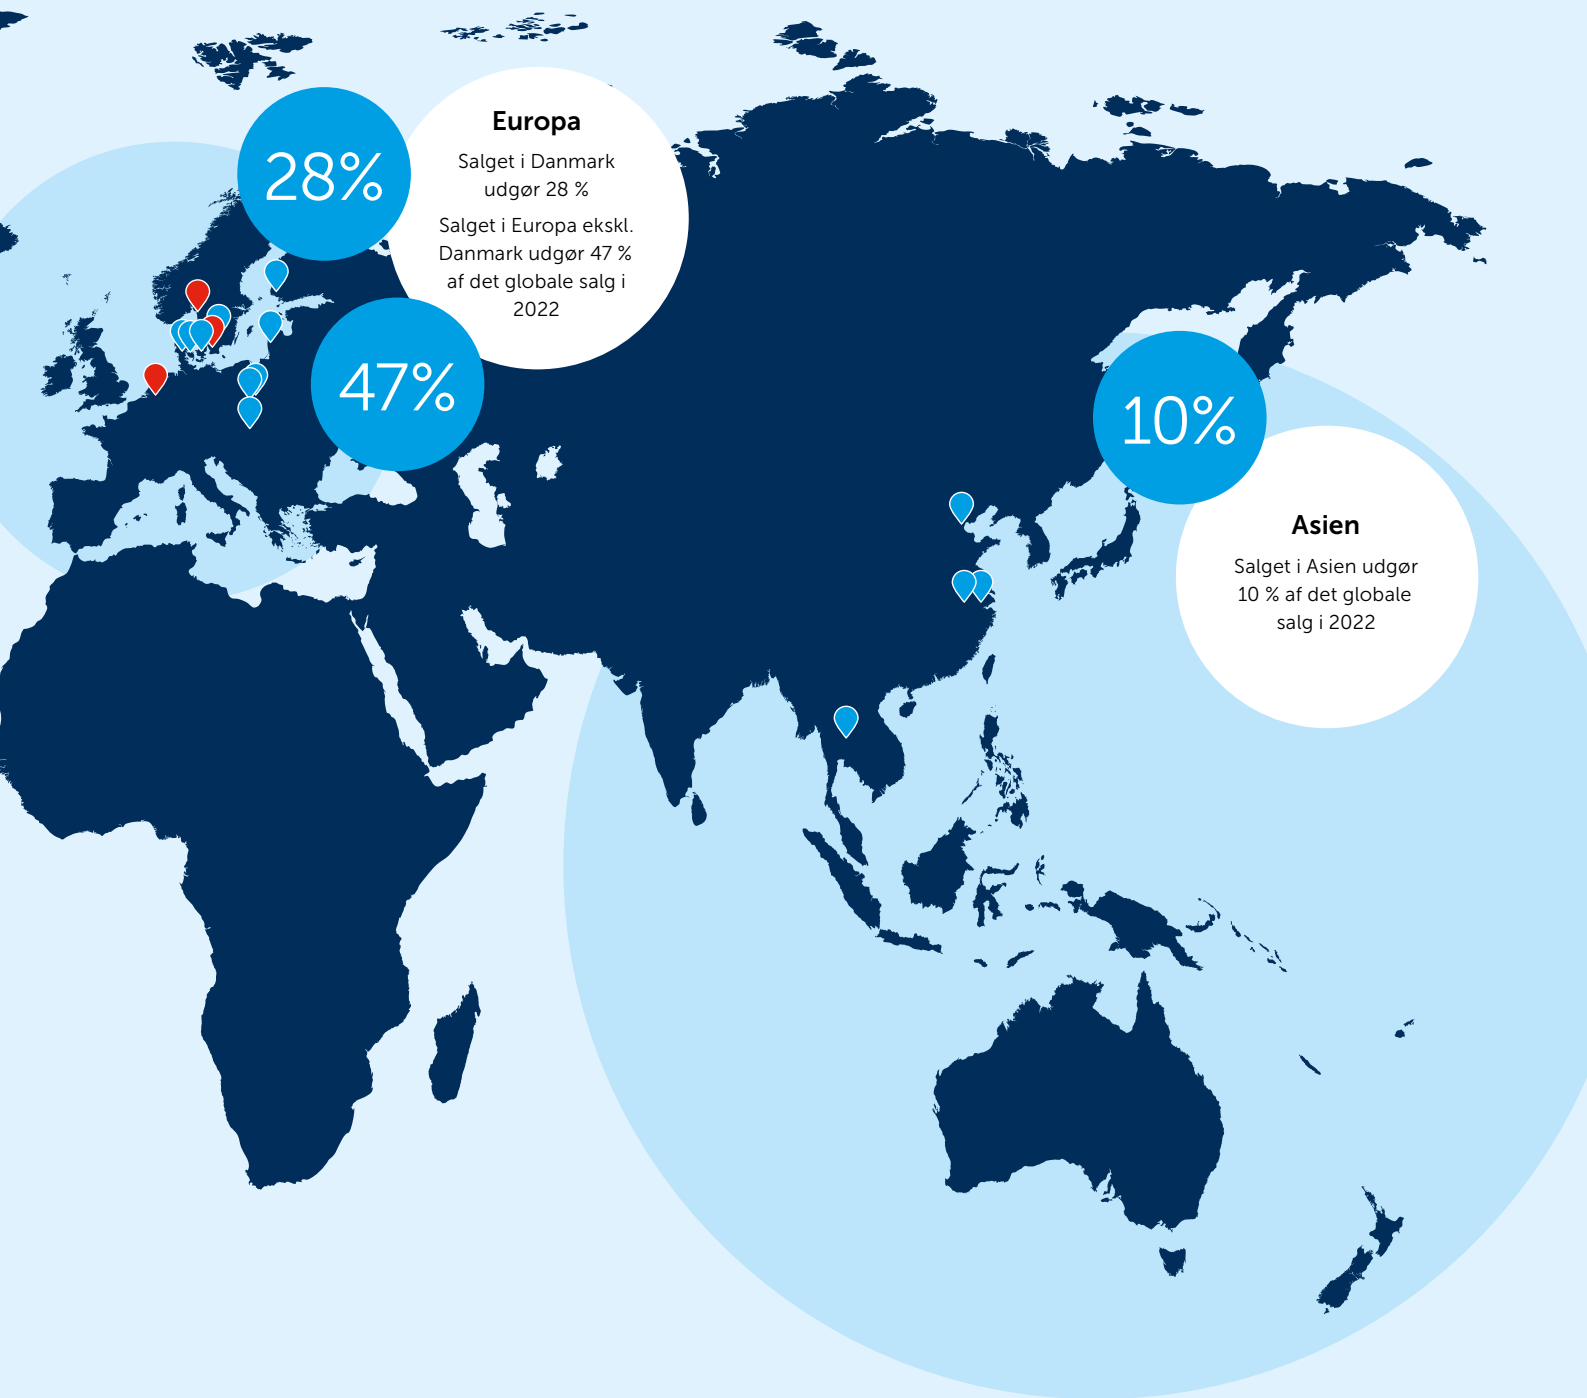 28%
Europa
Salget i Danmark
udgør 28 %
Salget i Europa ekskl.
Danmark udgør 47 %
af det globale salg i
2022
47%
10%
Asien
Salget i Asien udgør
10 % af det globale
salg i 2022